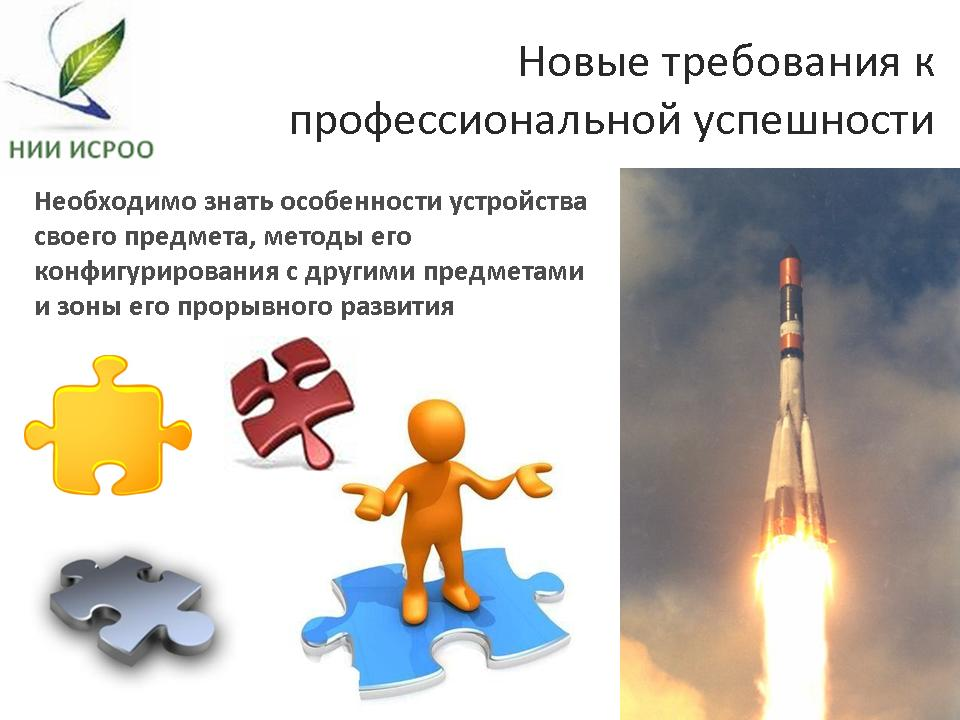 НИИ ИСРОО
Новые требования к
профессиональной успешности
Необходимо знать особенности устройства
своего предмета, методы его
конфигурирования с другими предметами
и зоны его прорывного развития